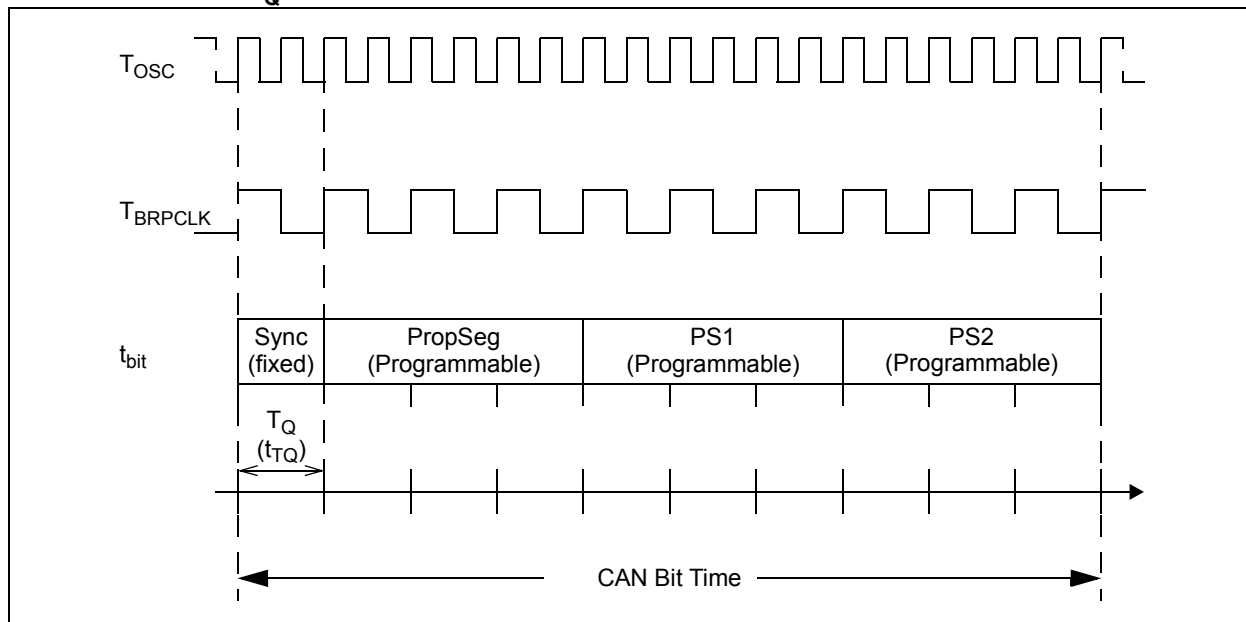 Q
TOSC
TBRPCLK
tbit
Sync
(fixed)
PropSeg
(Programmable)
PS1
(Programmable)
PS2
(Programmable)
TQ
(tTQ)
CAN Bit Time